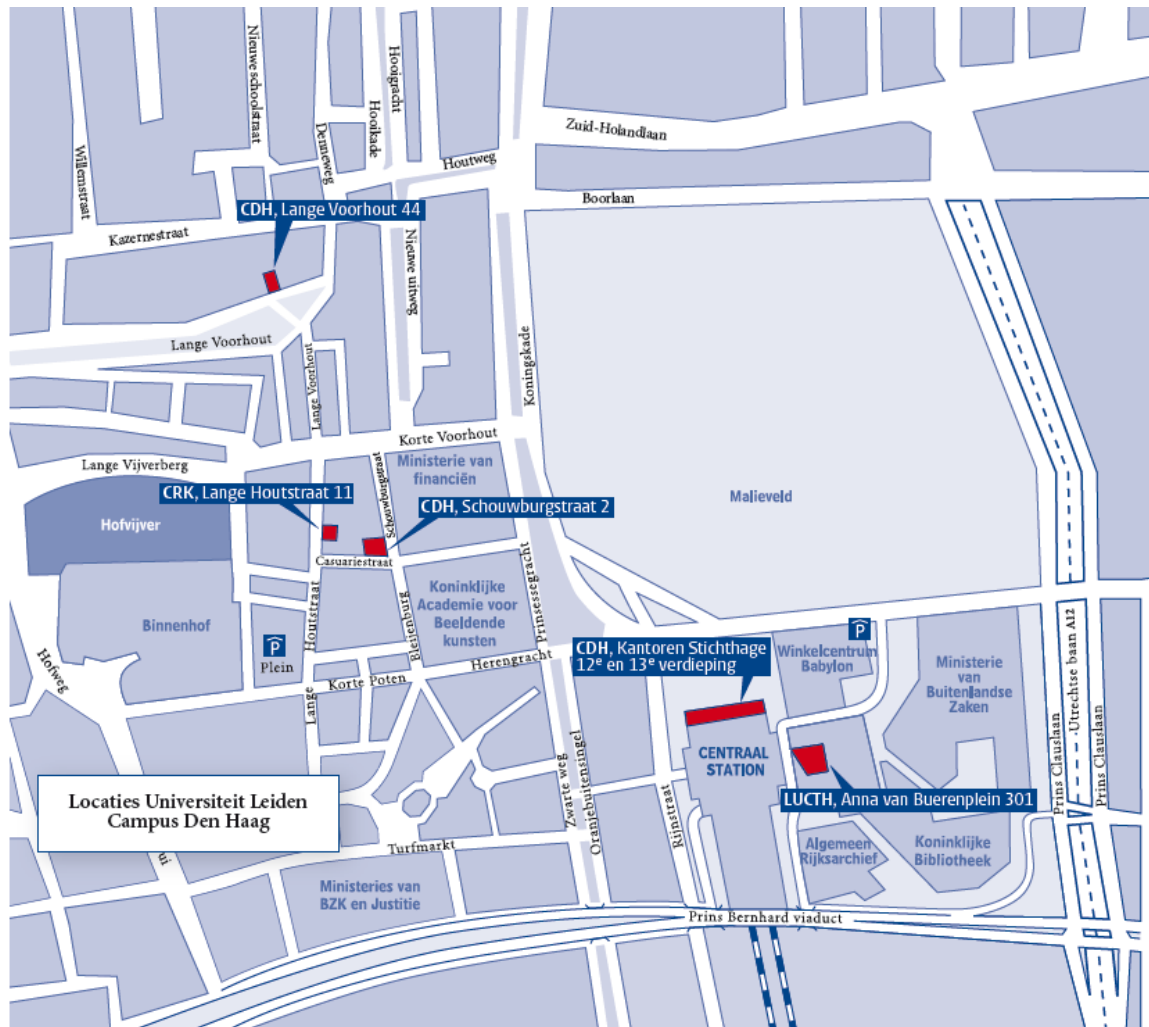 Nieuwe schoolstraat
Hooigracht
Hooikade
Denneweg
Willemstraat
Zuid-Holandlaan
Houtweg
Boorlaan
CDH, Lange Voorhout 44
Kazernestraat
Nieuwe uitweg
Lange Voorhout
Lange Voorhout
Koningskade
Korte Voorhout
Lange Vijverberg
Schouwburgstraat
Ministerie van
financiën
CRK, Lange Houtstraat 11
CDH, Schouwburgstraat 2
Malieveld
Hofvijver
Casuariestraat
Koninklijke
Academie voor
Beeldende
kunsten
Prinsessegracht
Binnenhof
P
Plein
Lange Houtstraat
Bleienburg
Herengracht
Korte Poten
Hofweg
CDH, Kantoren Stichthage
12e en 13e verdieping
P
Winkelcentrum
Babylon
Ministerie
van
Buitenlandse
Zaken
Utrechtse baan A12
Prins Clauslaan
Prins Clauslaan
CENTRAAL
STATION
LUCTH, Anna van Buerenplein 301
Locaties Universiteit Leiden
Campus Den Haag
Zwarte weg
Oranjebuitensingel
Rijnstraat
Turfmarkt
Algemeen
Rijksarchief
Koninklijke
Bibliotheek
Ministeries van
BZK en Justitie
Prins Bernhard viaduct